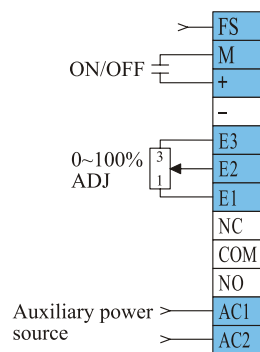 FS
M
ON/OFF
+
−
E3
0~100%
3
E2
ADJ
1
E1
NC
COM
NO
Auxiliary power
AC1
source
AC2